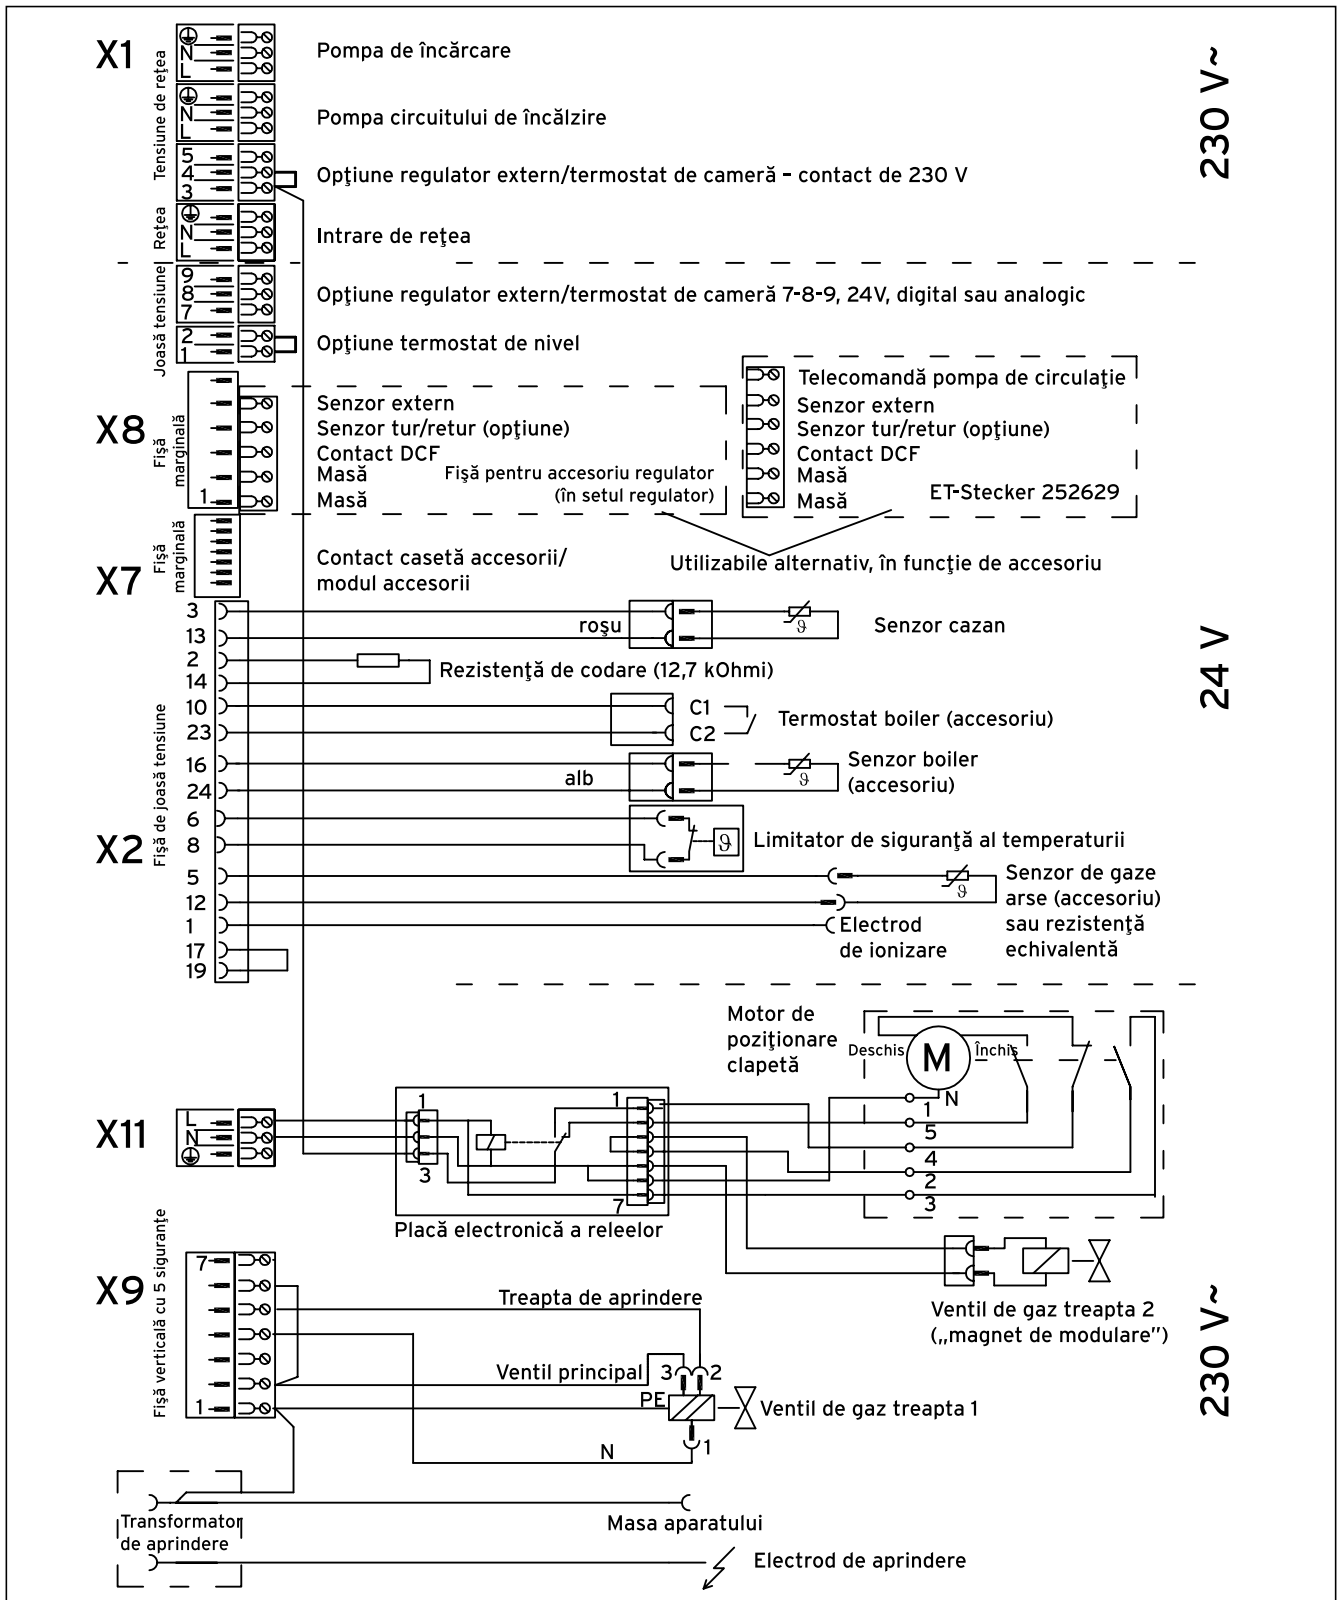 X1
Tensiune de rețea
N
L
Pompa de încărcare
N
L
Pompa circuitului de încălzire
5
4
3
Opţiune regulator extern/termostat de cameră – contact de 230 V
Reţea
N
L
Intrare de reţea
230 V~
Joasă tensiune
9
8
7
Opţiune regulator extern/termostat de cameră 7-8-9, 24V, digital sau analogic
2
1
Opţiune termostat de nivel
X8
Fişă
marginală
1
Senzor extern
Senzor tur/retur (opţiune)
Contact DCF
Masă
Masă
Fişă pentru accesoriu regulator
(în setul regulator)
Telecomandă pompa de circulaţie
Senzor extern
Senzor tur/retur (opţiune)
Contact DCF
Masă
Masă
ET-Stecker 252629
Utilizabile alternativ, în funcţie de accesoriu
X7
Fişă
marginală
Contact casetă accesorii/
modul accesorii
24 V
X2
Fişă de joasă tensiune
3
13
roşu
ϑ
Senzor cazan
2
14
Rezistenţă de codare (12,7 kOhmi)
10
23
C1
C2
Termostat boiler (accesoriu)
16
24
alb
ϑ
Senzor boiler
(accesoriu)
6
8
ϑ
Limitator de siguranţă al temperaturii
5
12
ϑ
Senzor de gaze
arse (accesoriu)
sau rezistenţă
echivalentă
1
Electrod
de ionizare
17
19
Motor de
poziţionare
clapetă
Deschis
M
Închis
N
1
5
4
2
3
X11
L
N
1
3
1
7
Placă electronică a releelor
X9
Fişă verticală cu 5 siguranţe
7
1
Treapta de aprindere
Ventil principal
3
2
PE
1
N
Ventil de gaz treapta 1
Ventil de gaz treapta 2
(„magnet de modulare”)
230 V~
Transformator
de aprindere
Masa aparatului
Electrod de aprindere